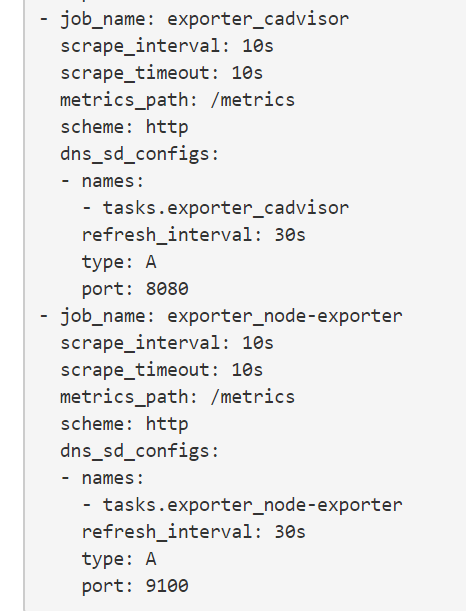 - job_name: exporter_cadvisor
  scrape_interval: 10s
  scrape_timeout: 10s
  metrics_path: /metrics
  scheme: http
  dns_sd_configs:
  - names:
    - tasks.exporter_cadvisor
    refresh_interval: 30s
    type: A
    port: 8080
- job_name: exporter_node-exporter
  scrape_interval: 10s
  scrape_timeout: 10s
  metrics_path: /metrics
  scheme: http
  dns_sd_configs:
  - names:
    - tasks.exporter_node-exporter
    refresh_interval: 30s
    type: A
    port: 9100